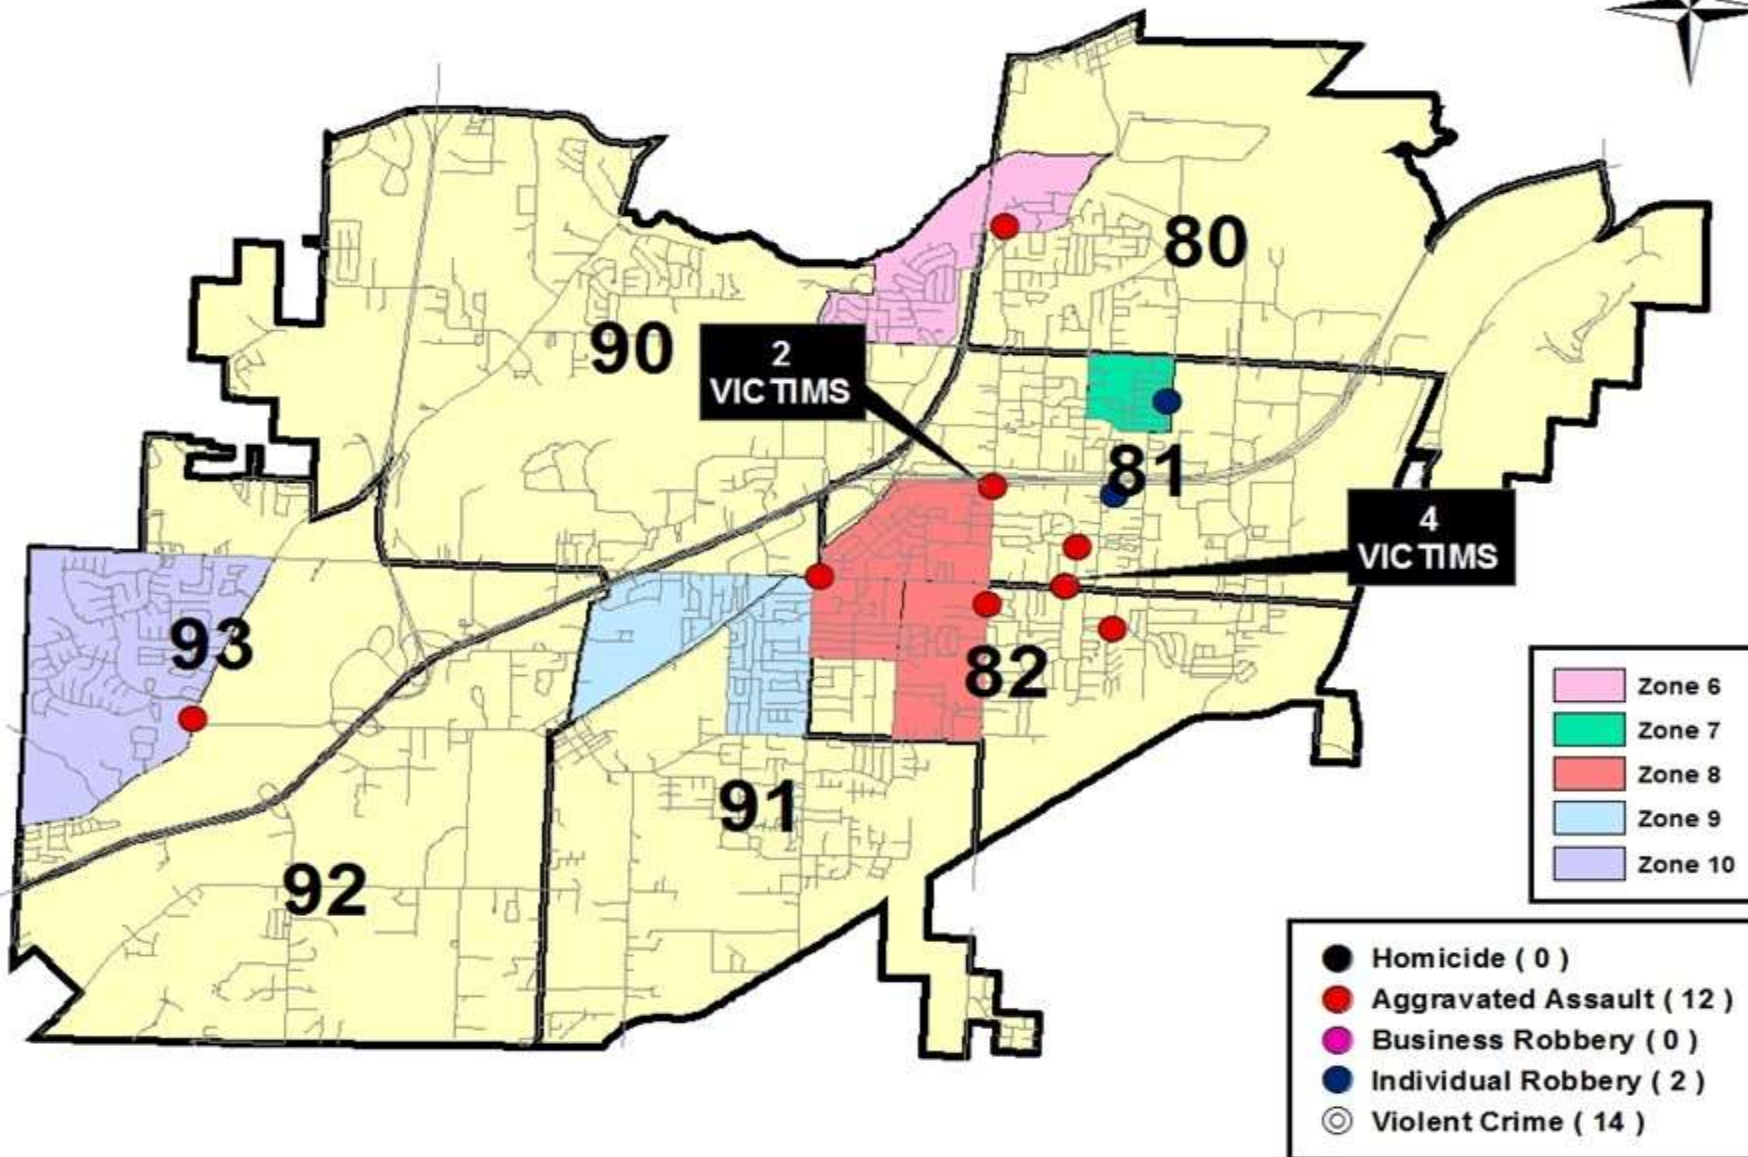 80
90
2
VICTIMS
81
4
VICTIMS
93
82
91
92
Zone 6
Zone 7
Zone 8
Zone 9
Zone 10
Homicide ( 0 )
Aggravated Assault ( 12 )
Business Robbery ( 0 )
Individual Robbery ( 2 )
Violent Crime ( 14 )